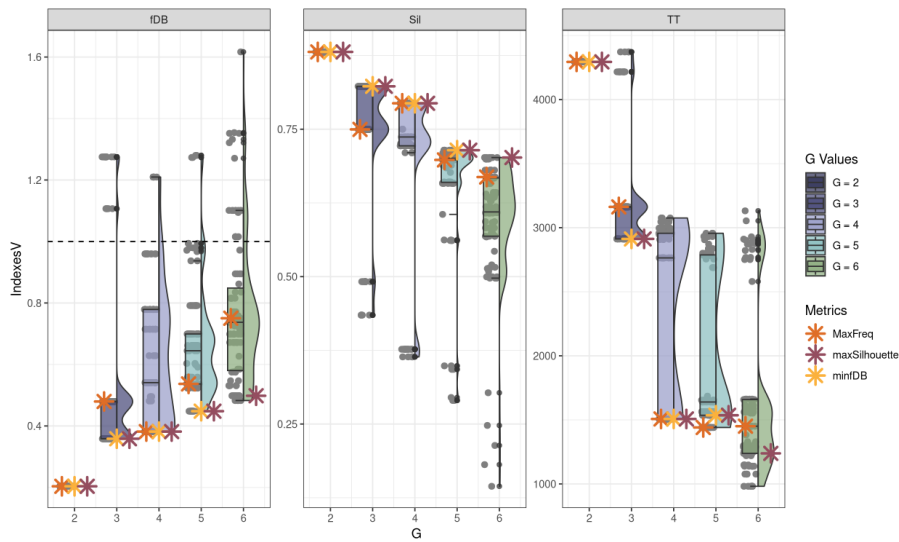 fDB
Sil
TT
IndexesV
1.6
1.2
0.8
0.4
0.75
0.50
0.25
4000
3000
2000
1000
2 3 4 5 6
2 3 4 5 6
2 3 4 5 6
G
G Values
G = 2
G = 3
G = 4
G = 5
G = 6
Metrics
MaxFreq
maxSilhouette
minfDB